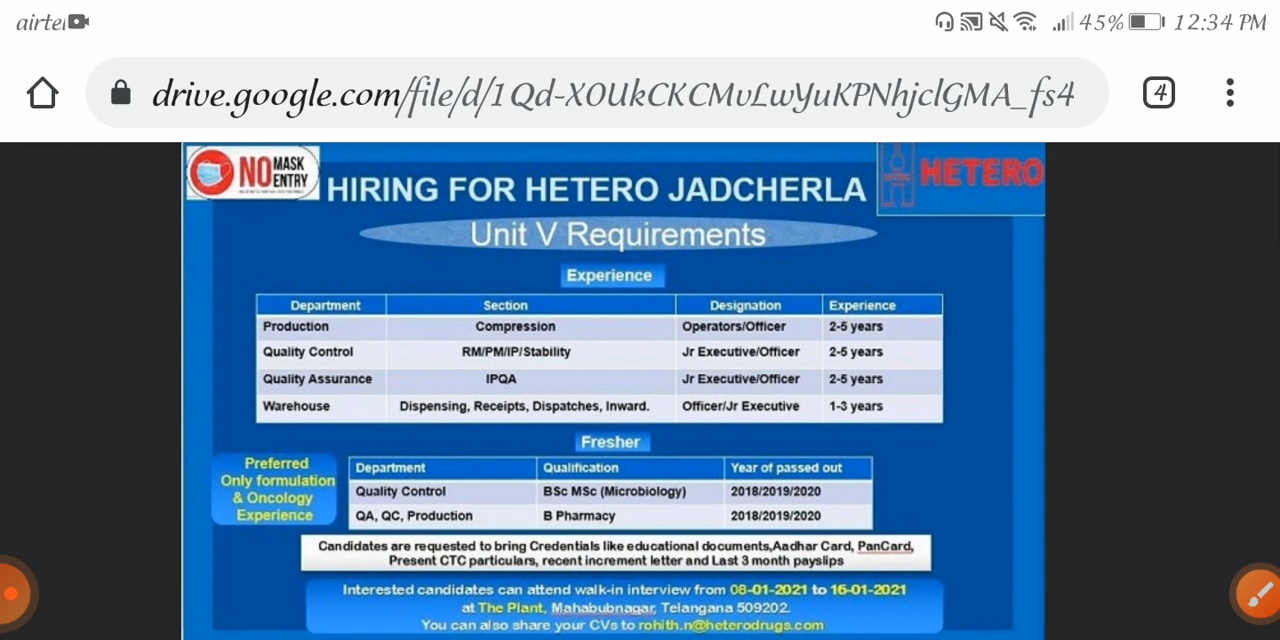 airtel 45% 12:34 PM
drive.google.com/file/d/1Qd-X0UkCKCMvLwYuKPNhjclGMA_fs4 4
NO MASK ENTRY
HETERO
HIRING FOR HETERO JADCHERLA
Unit V Requirements
Experience
Department Section Designation Experience
Production Compression Operators/Officer 2-5 years
Quality Control RM/PM/IP/Stability Jr Executive/Officer 2-5 years
Quality Assurance IPQA Jr Executive/Officer 2-5 years
Warehouse Dispensing, Receipts, Dispatches, Inward. Officer/Jr Executive 1-3 years
Fresher
Preferred
Only formulation
& Oncology
Experience
Department Qualification Year of passed out
Quality Control BSc MSc (Microbiology) 2018/2019/2020
QA, QC, Production B Pharmacy 2018/2019/2020
Candidates are requested to bring Credentials like educational documents,Aadhar Card, PanCard,
Present CTC particulars, recent increment letter and Last 3 month payslips
Interested candidates can attend walk-in interview from 08-01-2021 to 16-01-2021
at The Plant, Mahabubnagar, Telangana 509202.
You can also share your CVs to rohith.n@heterodrugs.com